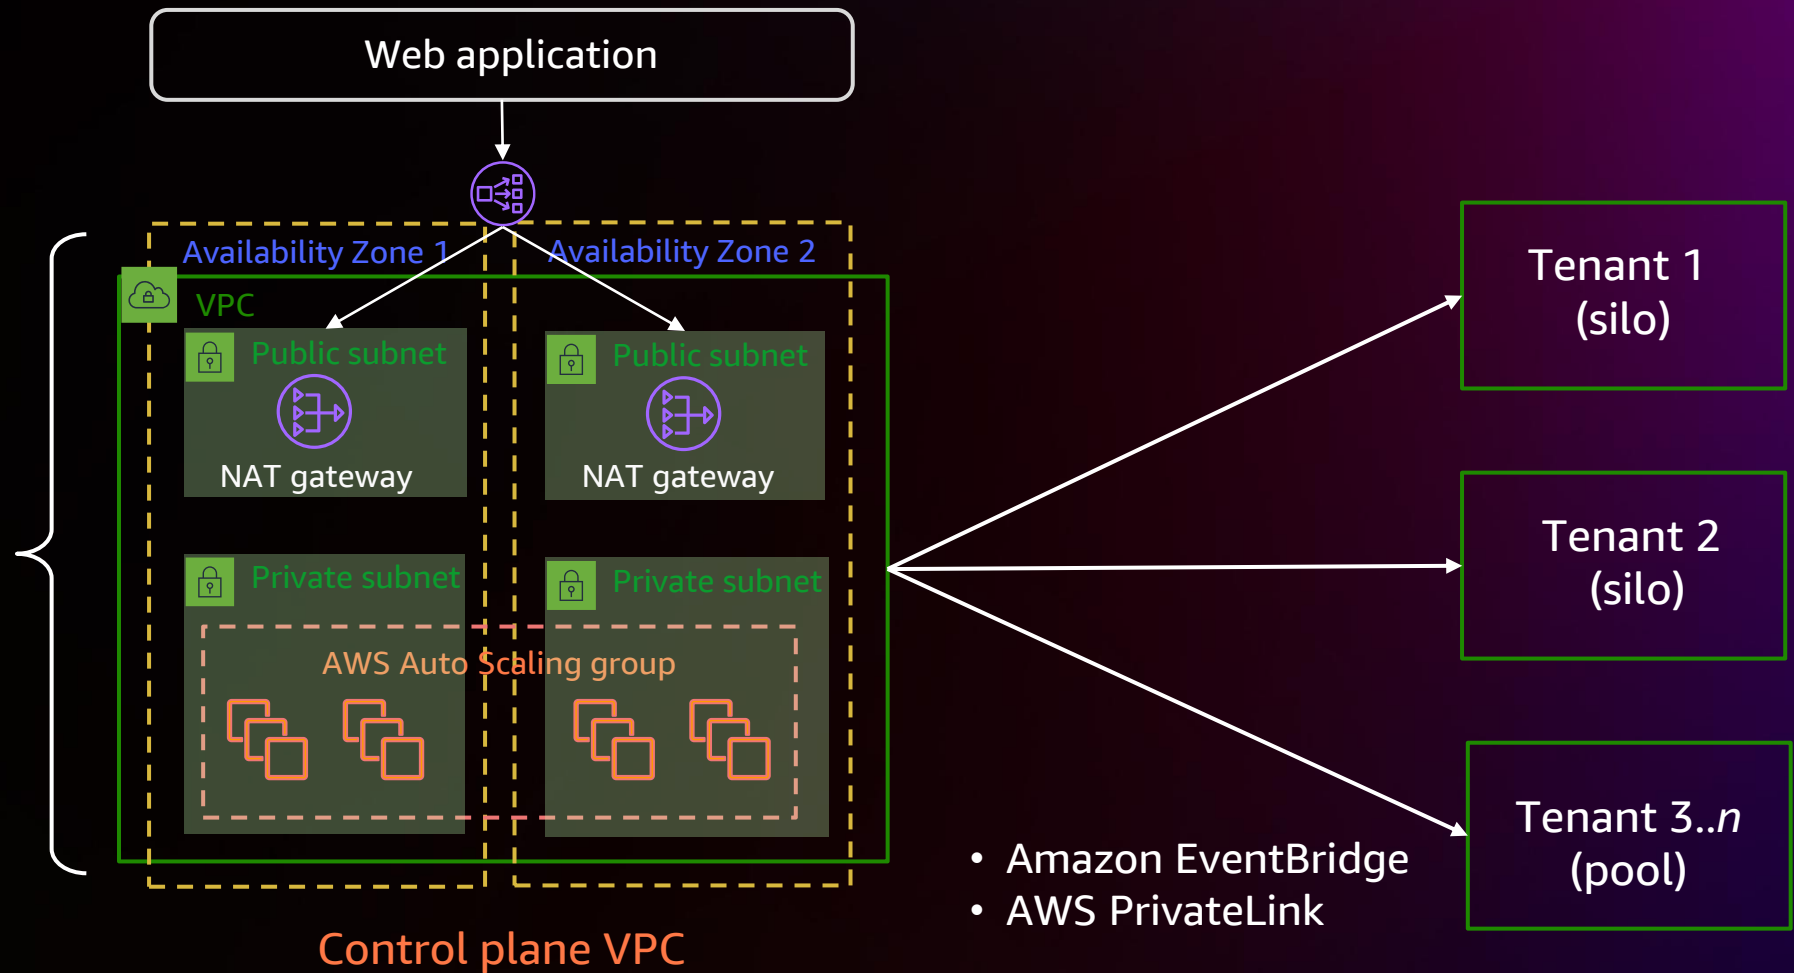 Web application
Availability Zone 1
Availability Zone 2
VPC
Public subnet
Public subnet
NAT gateway
NAT gateway
Private subnet
Private subnet
AWS Auto Scaling group
Control plane VPC
• Amazon EventBridge
• AWS PrivateLink
Tenant 1
(silo)
Tenant 2
(silo)
Tenant 3..n
(pool)